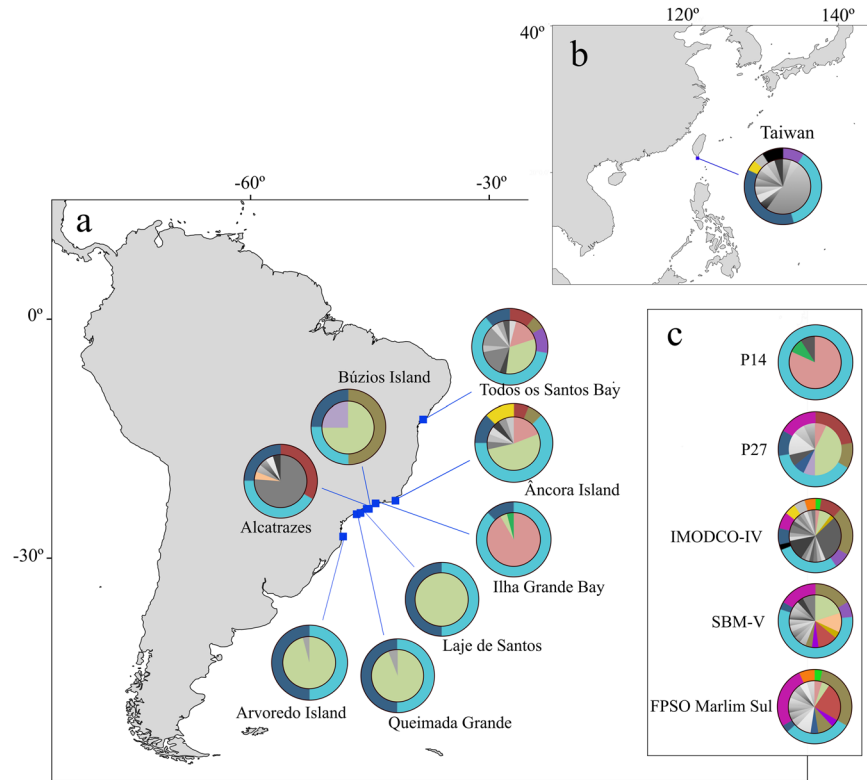 120º
140º
40º
b
Taiwan
-60º
-30º
a
c
0º
P14
Búzios Island
Todos os Santos Bay
P27
Alcatrazes
Âncora Island
IMODCO-IV
-30º
Ilha Grande Bay
SBM-V
Laje de Santos
Arvoredo Island
Queimada Grande
FPSO Marlim Sul